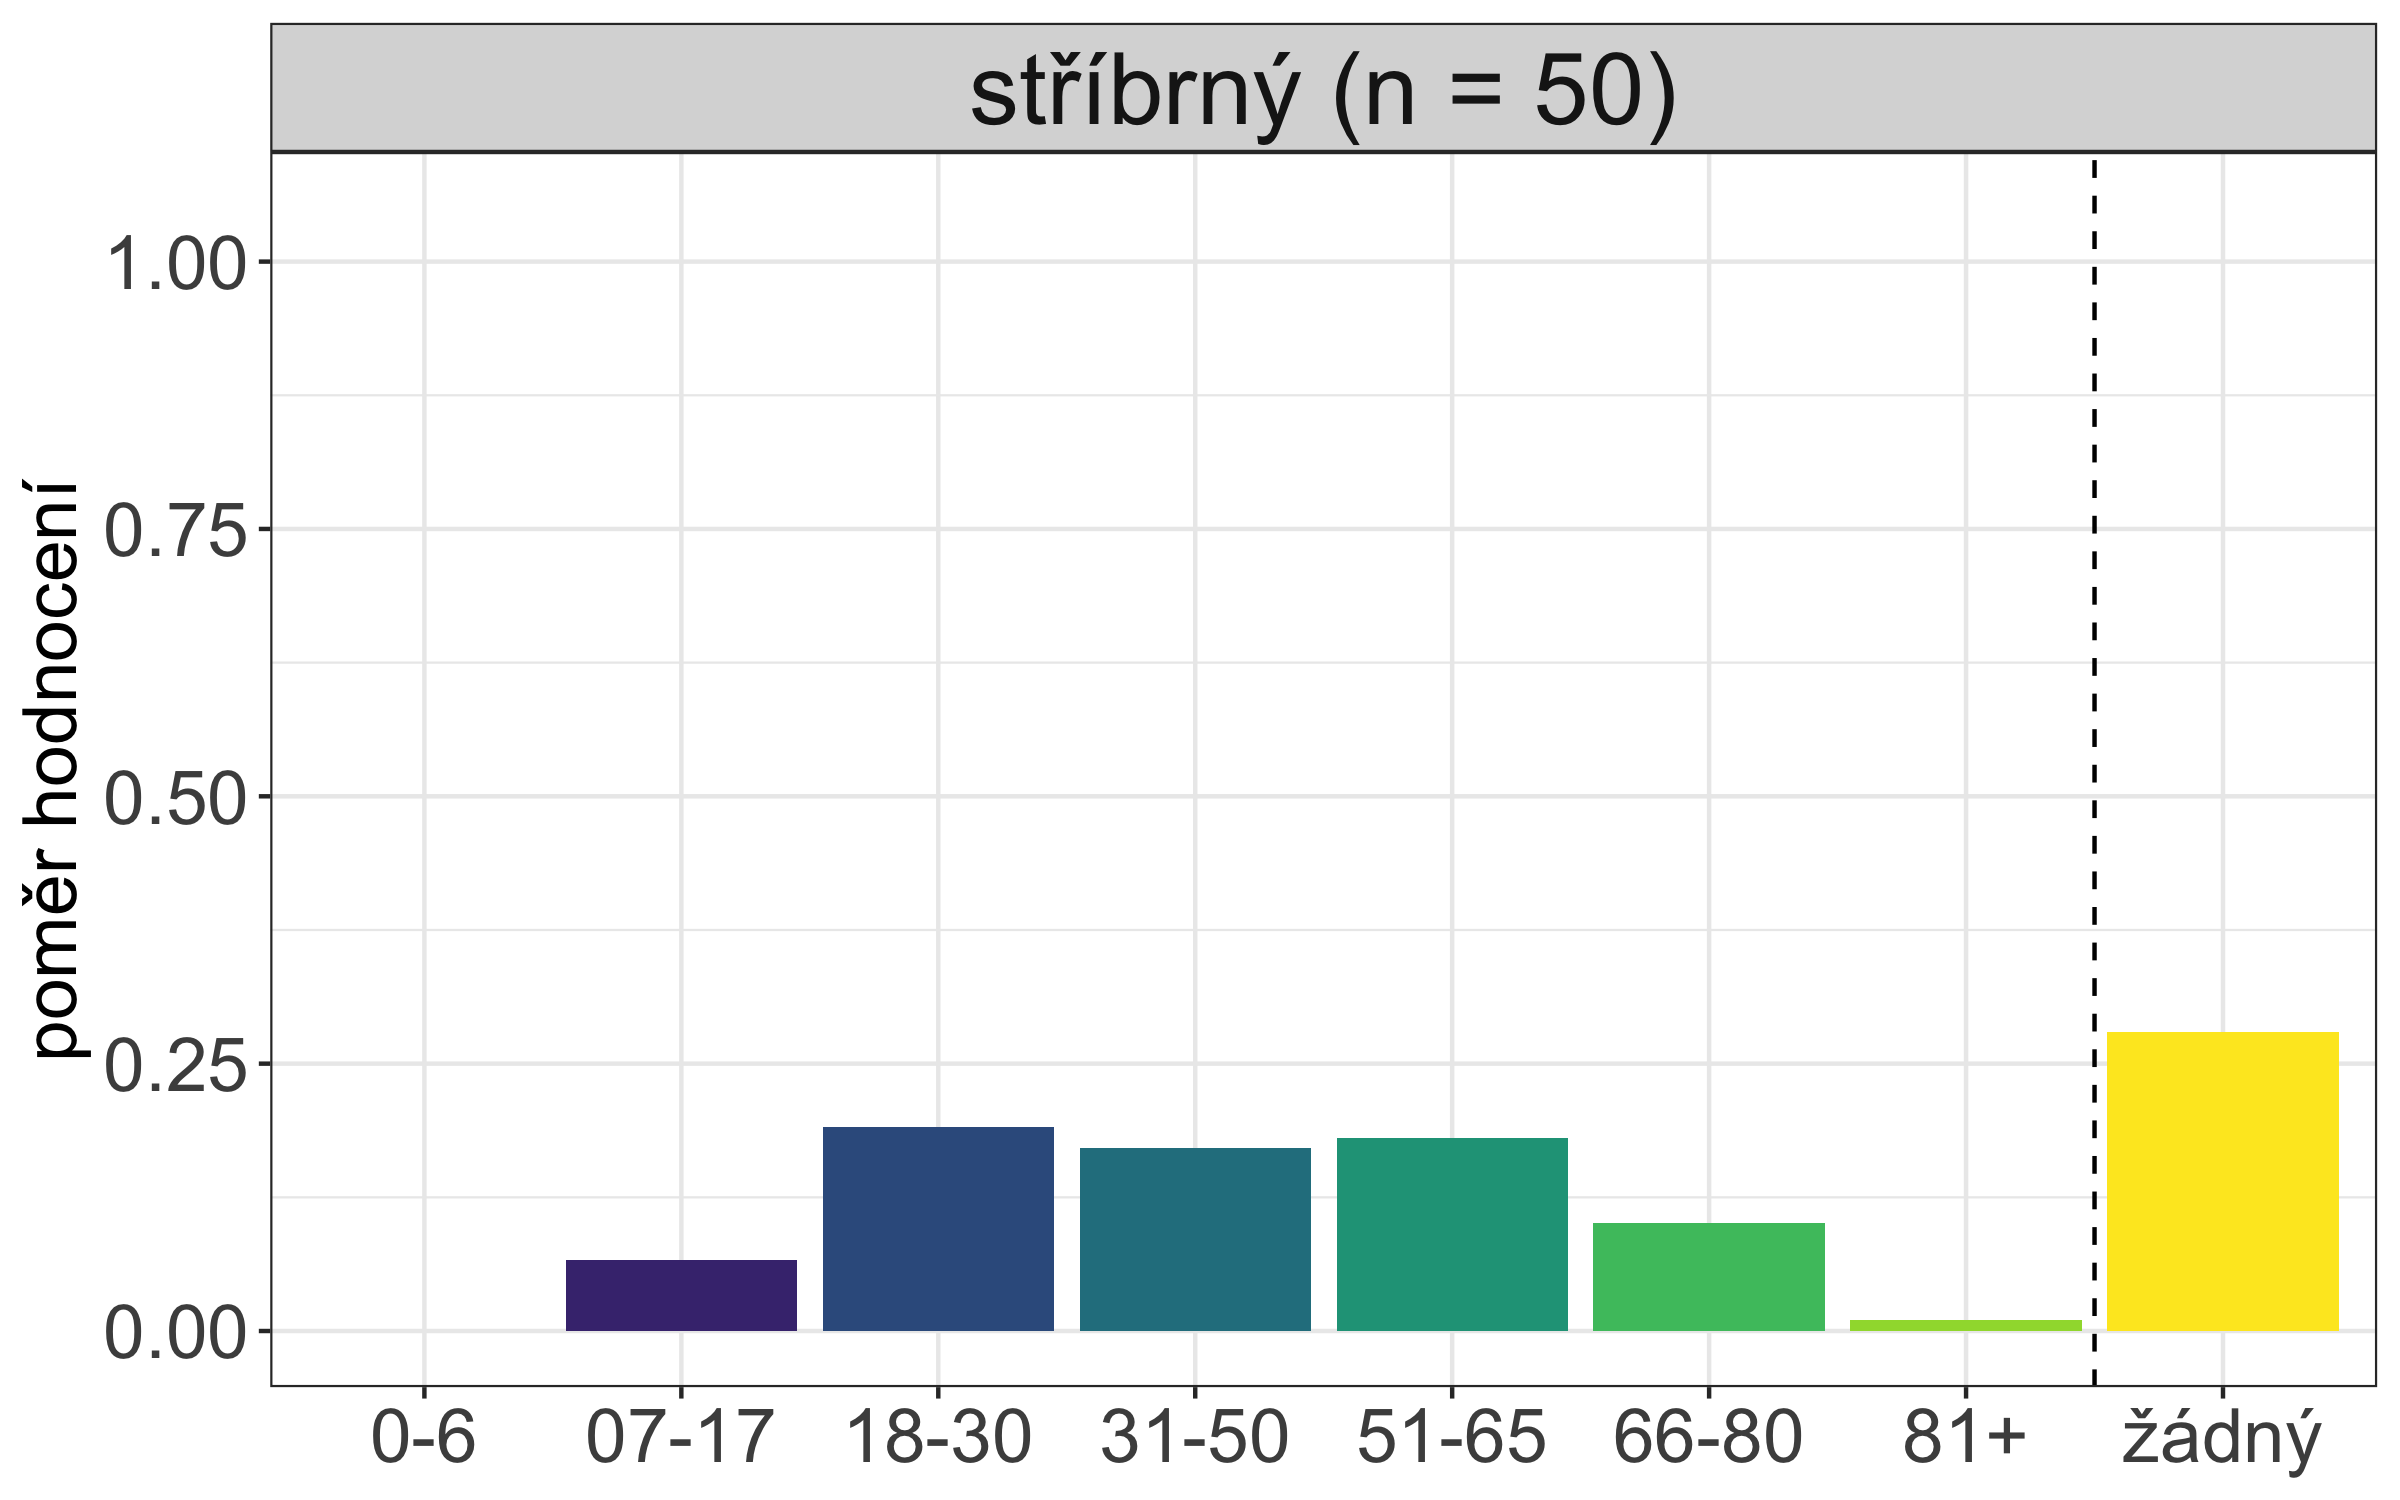 stříbrný (n = 50)
poměr hodnocení
1.00
0.75
0.50
0.25
0.00
0-6 07-17 18-30 31-50 51-65 66-80 81+ žádný